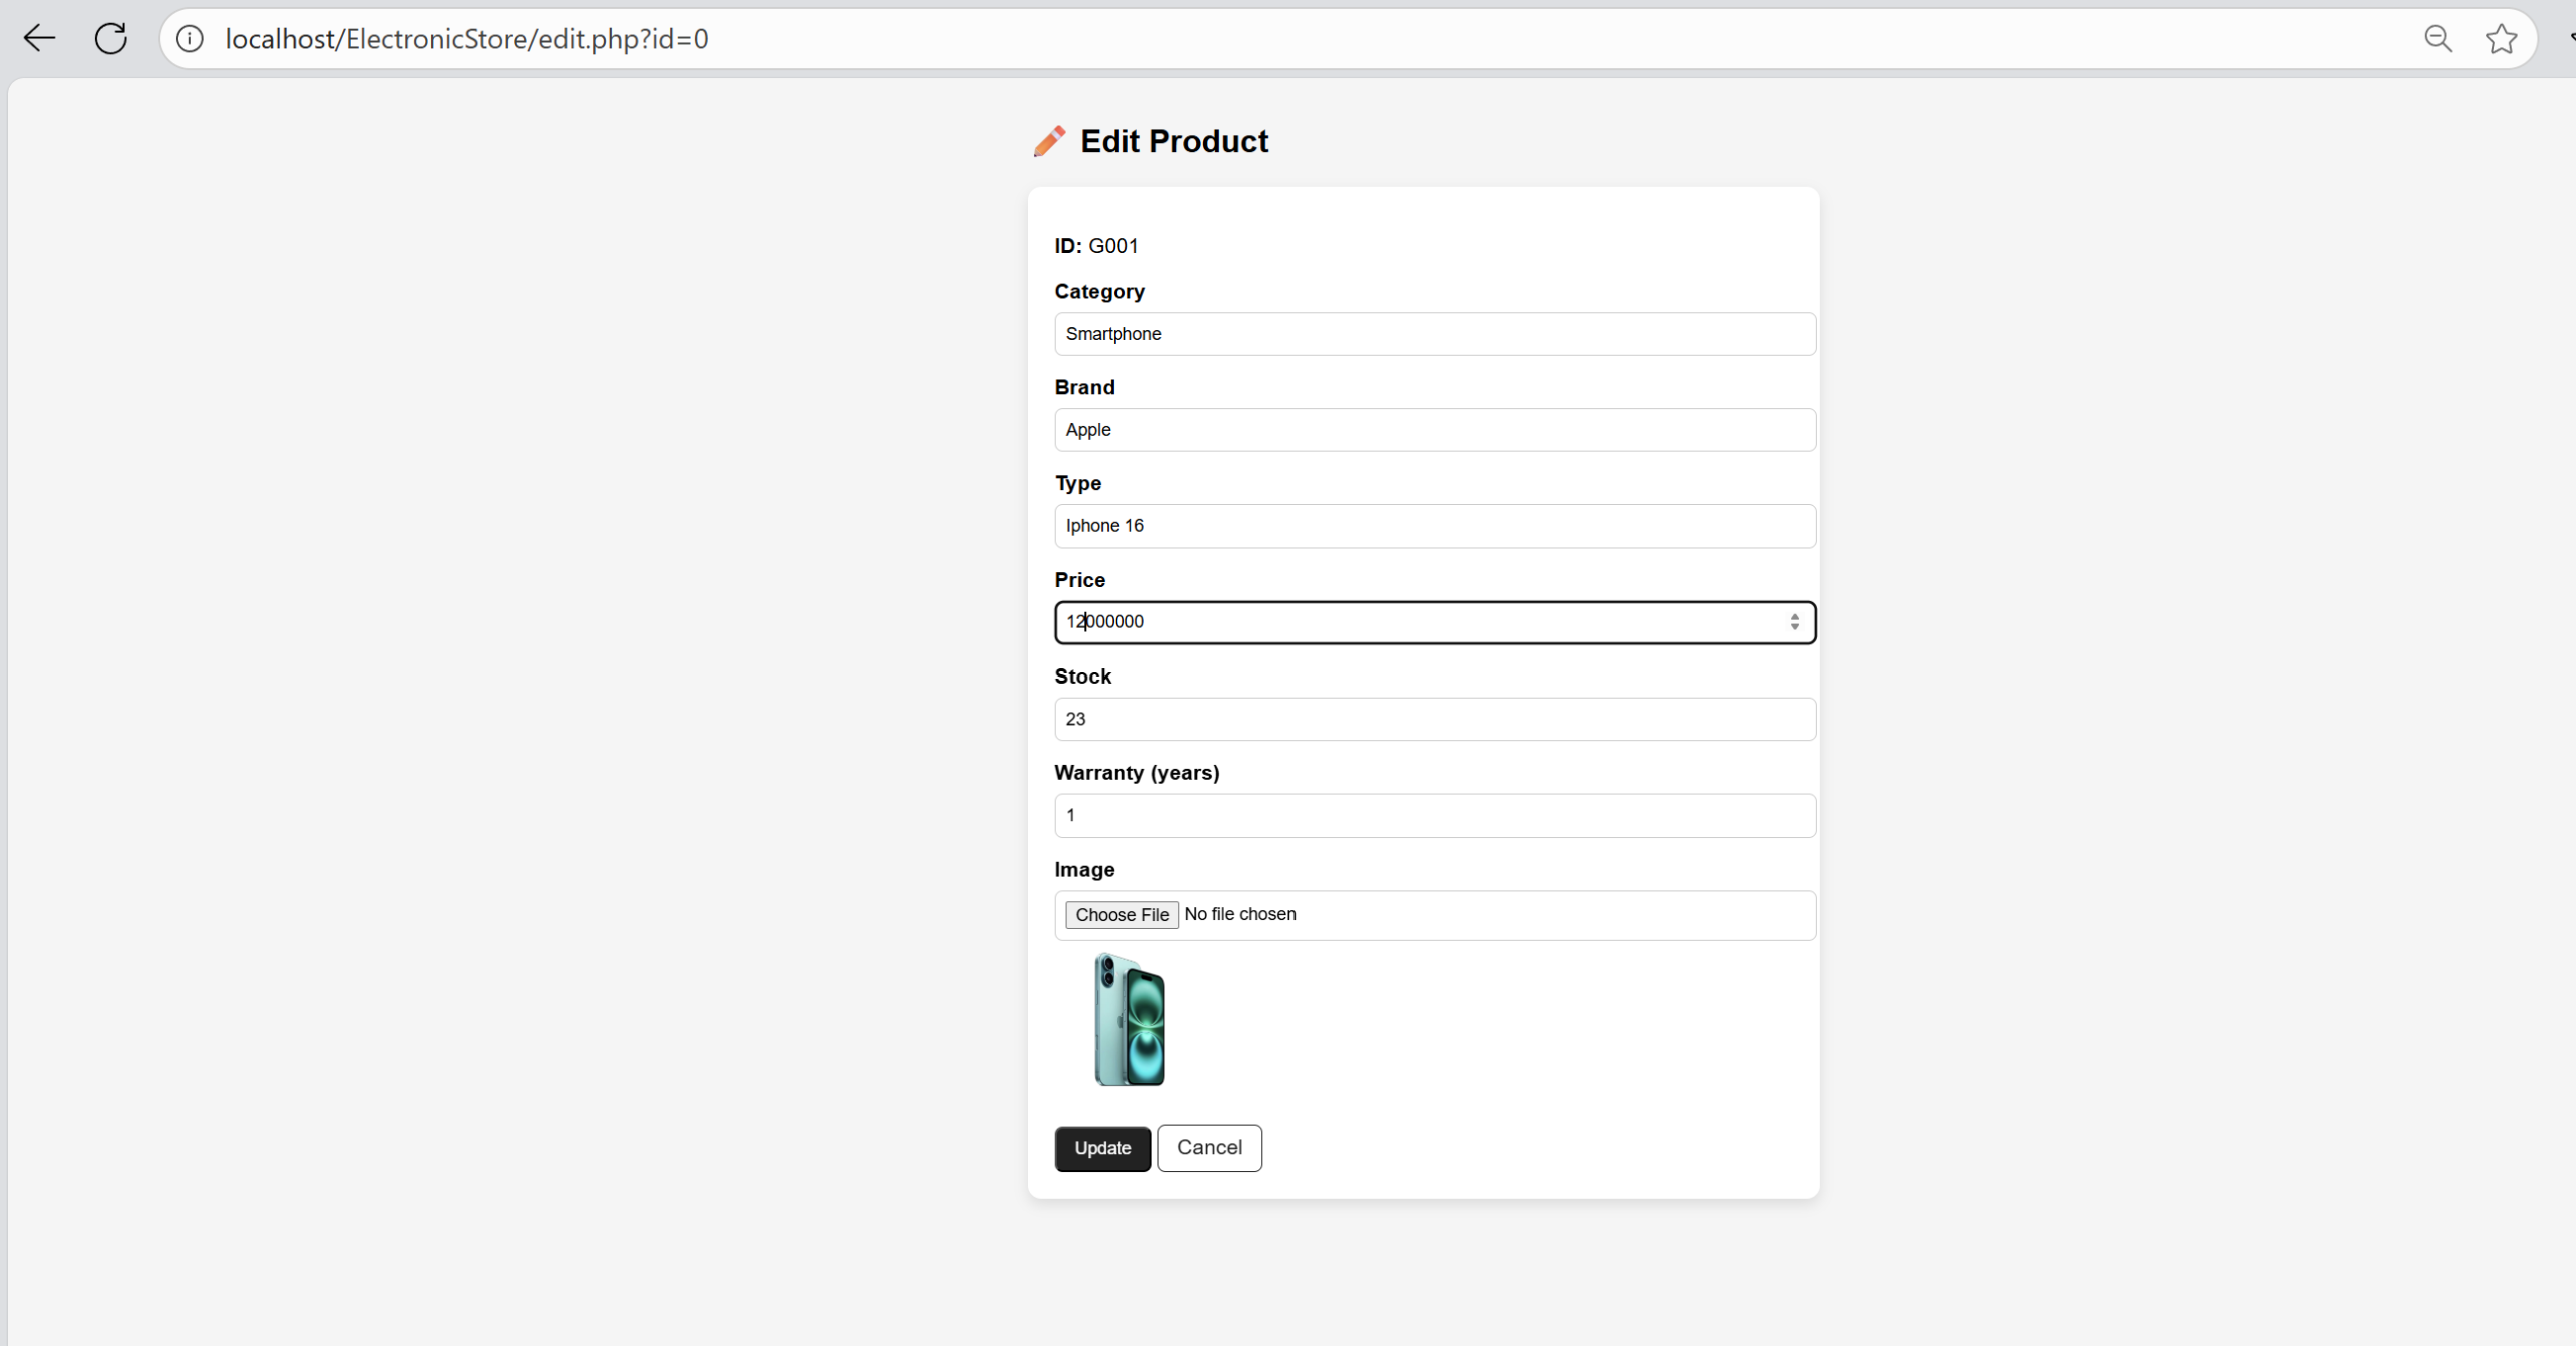 localhost/ElectronicStore/edit.php?id=0
Edit Product
ID: G001
Category
Smartphone
Brand
Apple
Type
Iphone 16
Price
12000000
Stock
23
Warranty (years)
1
Image
Choose File No file chosen
Update Cancel